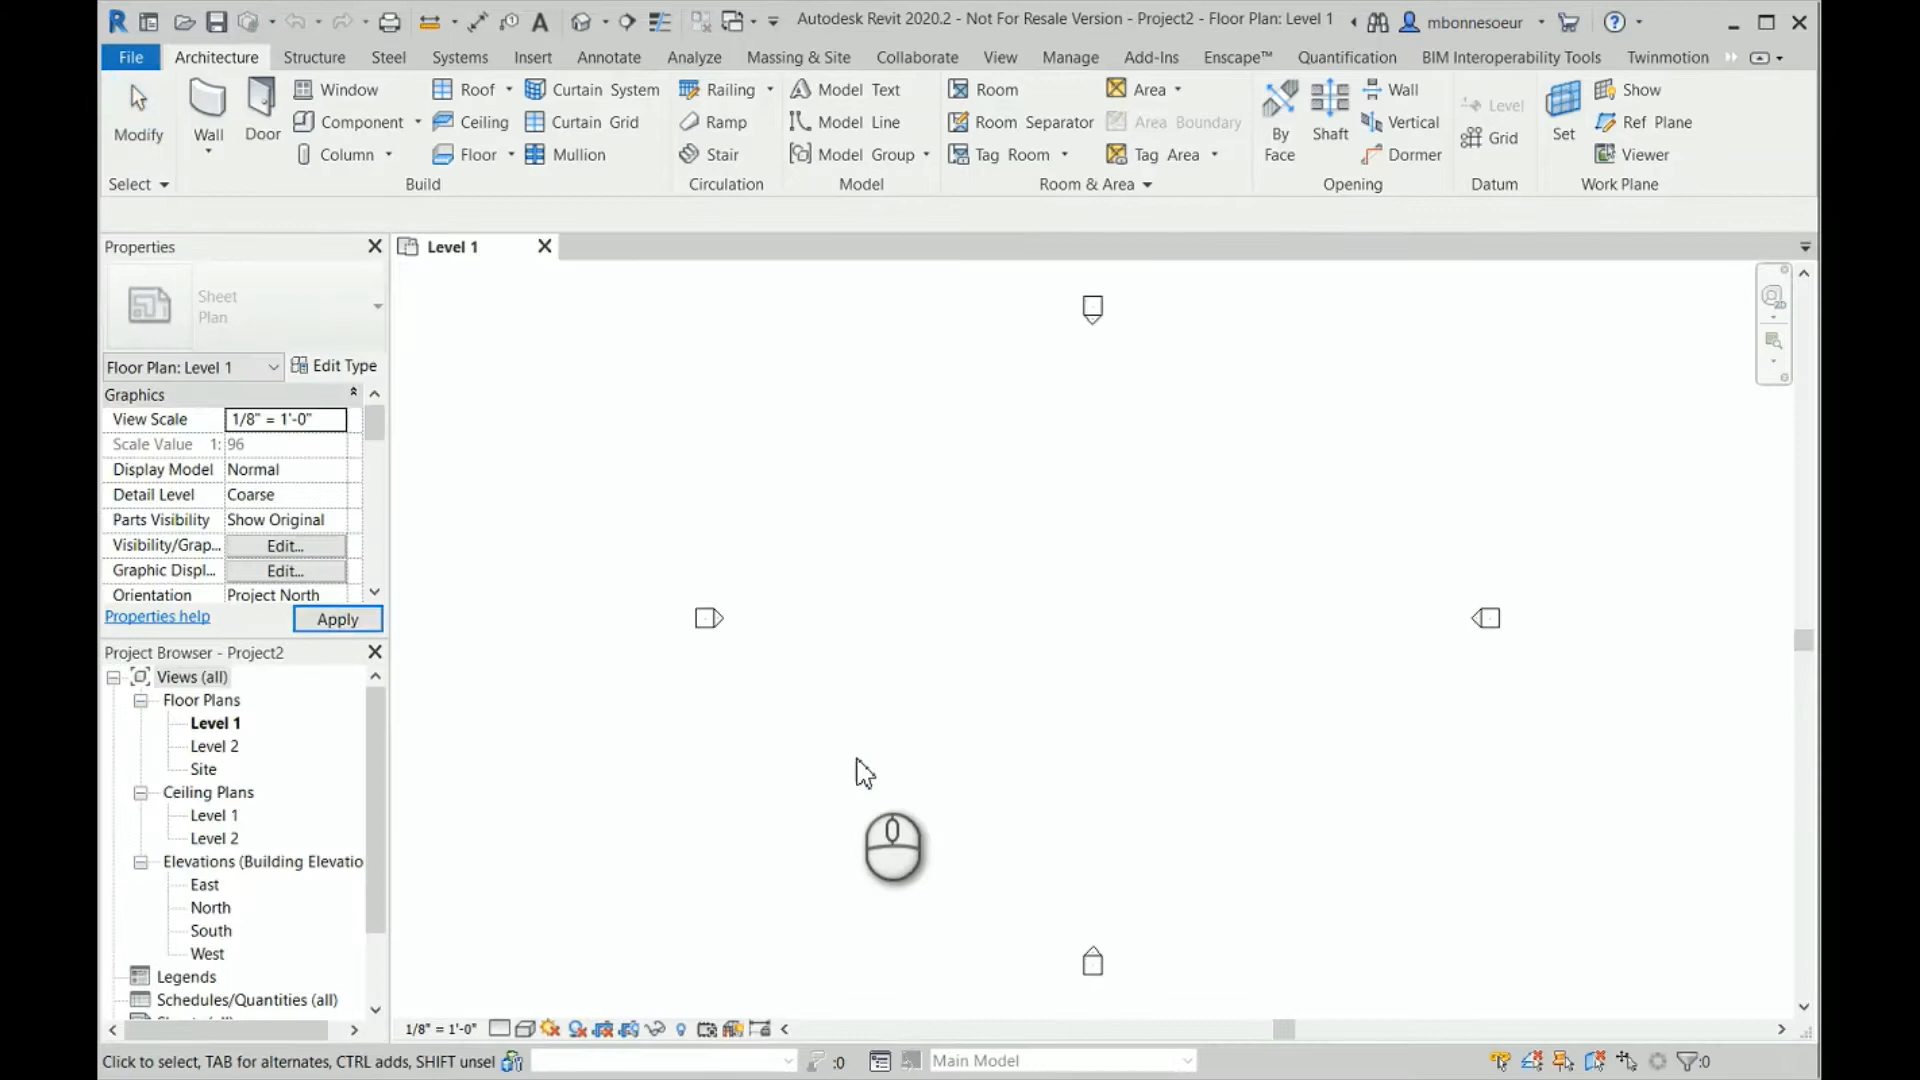 Autodesk Revit 2020.2 - Not For Resale Version - Project2 - Floor Plan: Level 1
mbonnesoeur
File Architecture Structure Steel Systems Insert Annotate Analyze Massing & Site Collaborate View Manage Add-Ins Enscape™ Quantification BIM Interoperability Tools Twinmotion
Modify
Select
Wall
Door
Window
Component
Column
Roof
Ceiling
Floor
Curtain System
Curtain Grid
Mullion
Build
Railing
Ramp
Stair
Circulation
Model Text
Model Line
Model Group
Model
Room
Room Separator
Tag Room
Area
Area Boundary
Tag Area
Room & Area
By Face
Shaft
Wall
Vertical
Dormer
Opening
Level
Grid
Datum
Set
Show
Ref Plane
Viewer
Work Plane
Properties
Level 1
Sheet
Plan
Floor Plan: Level 1
Edit Type
Graphics
View Scale 1/8" = 1'-0"
Scale Value 1: 96
Display Model Normal
Detail Level Coarse
Parts Visibility Show Original
Visibility/Grap... Edit...
Graphic Displ... Edit...
Orientation Project North
Properties help
Apply
Project Browser - Project2
Views (all)
Floor Plans
Level 1
Level 2
Site
Ceiling Plans
Level 1
Level 2
Elevations (Building Elevatio
East
North
South
West
Legends
Schedules/Quantities (all)
2D
1/8" = 1'-0"
Click to select, TAB for alternates, CTRL adds, SHIFT unsel
:0
Main Model
:0